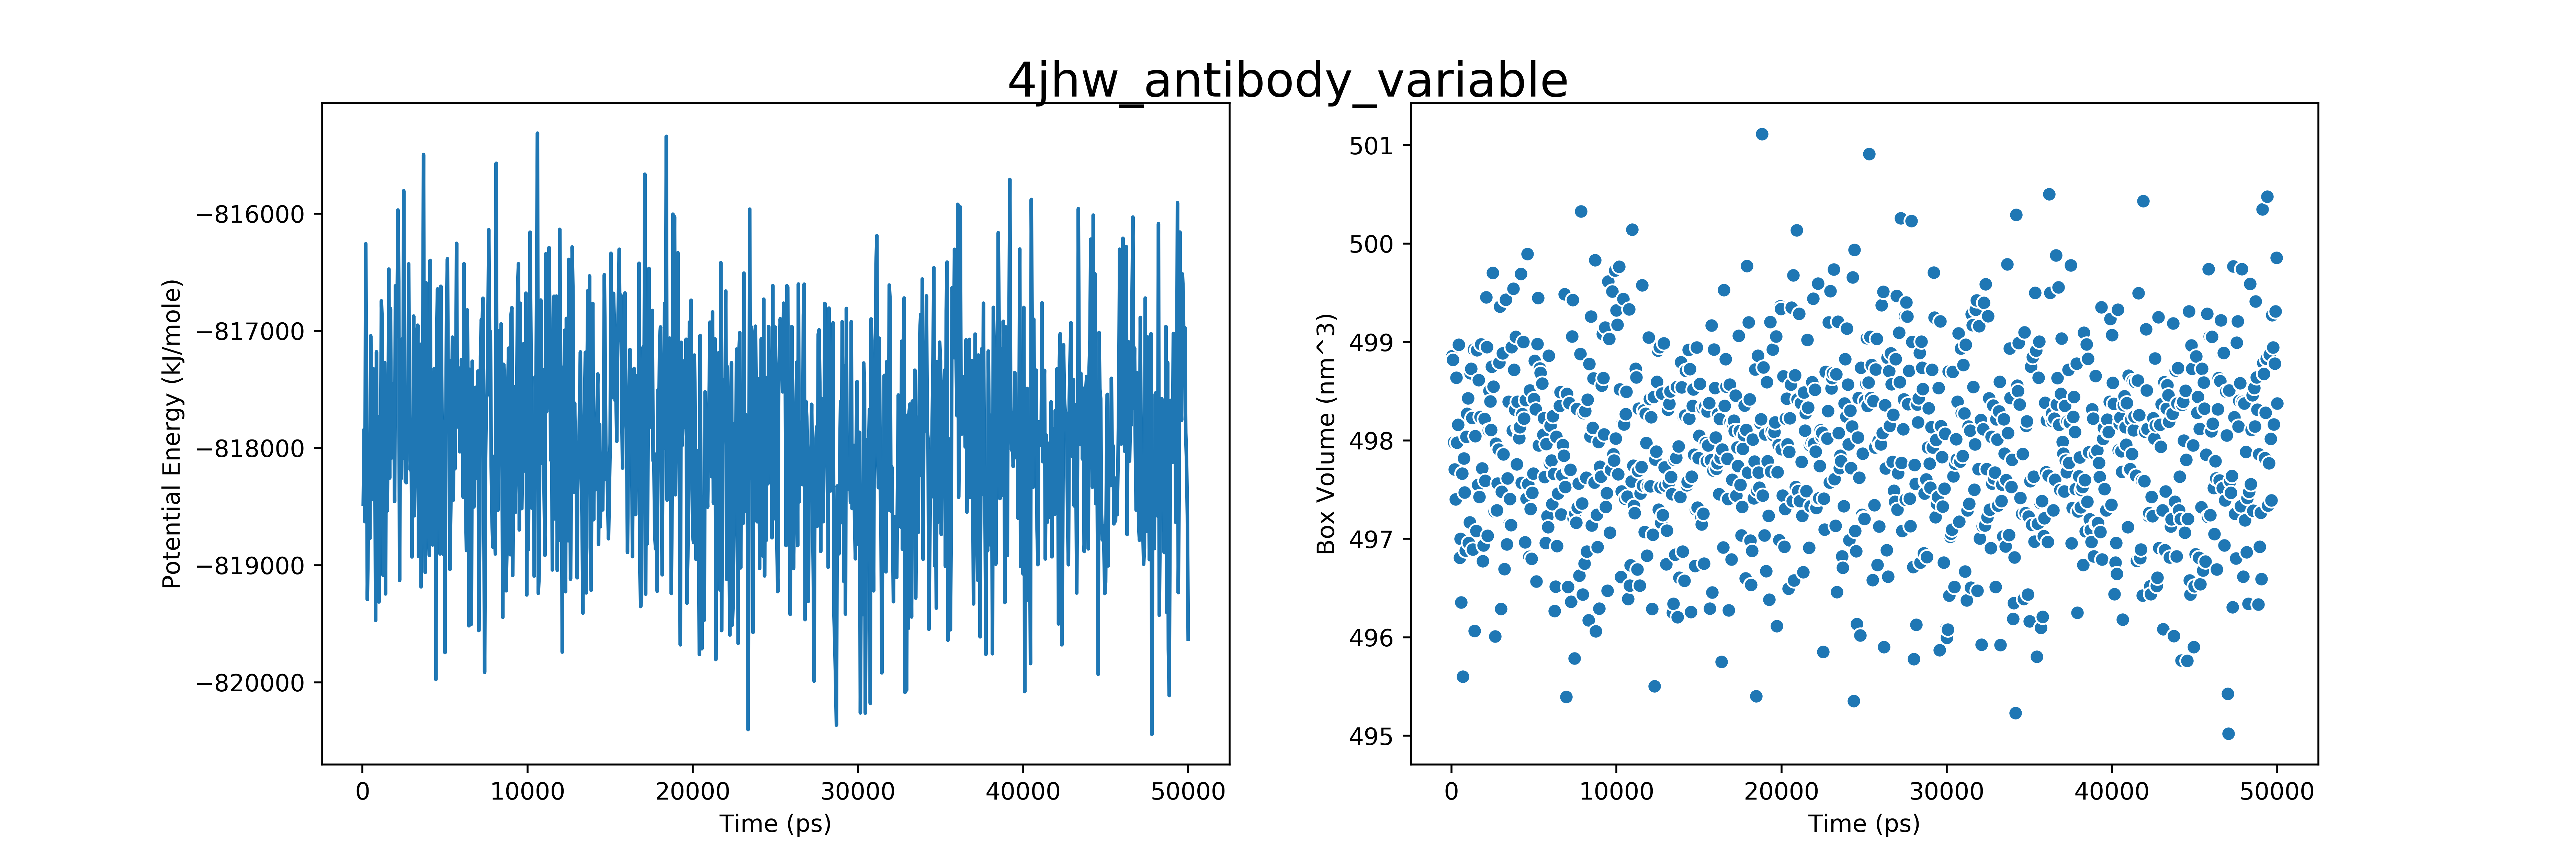 4jhw_antibody_variable
Potential Energy (kJ/mole)
−816000
−817000
−818000
−819000
−820000
0 10000 20000 30000 40000 50000
Time (ps)
Box Volume (nm^3)
501
500
499
498
497
496
495
0 10000 20000 30000 40000 50000
Time (ps)